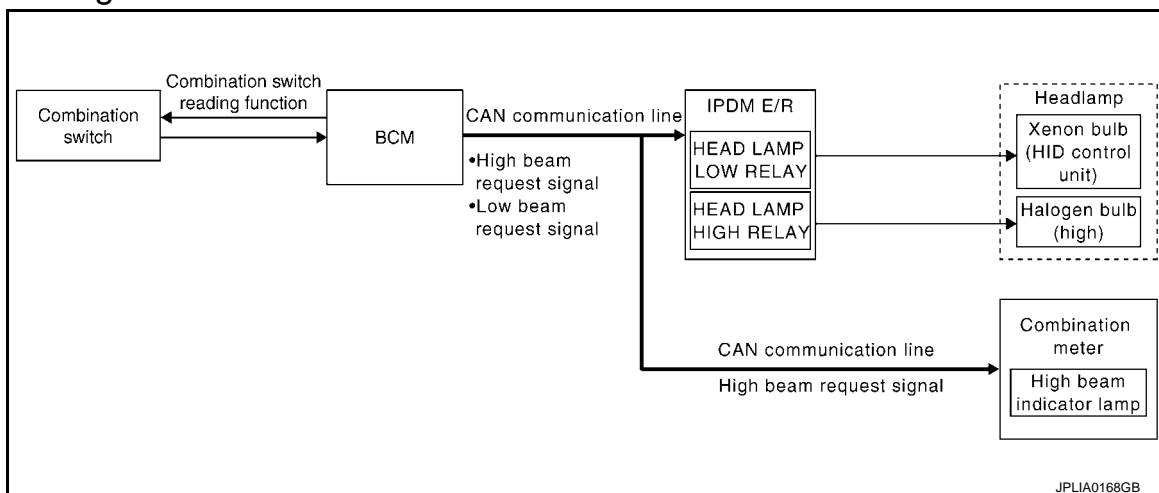 Combination switch
reading function
Combination
switch
BCM
CAN communication line
•High beam
request signal
•Low beam
request signal
IPDM E/R
HEAD LAMP
LOW RELAY
HEAD LAMP
HIGH RELAY
Headlamp
Xenon bulb
(HID control
unit)
Halogen bulb
(high)
CAN communication line
High beam request signal
Combination
meter
High beam
indicator lamp
JPLIA0168GB